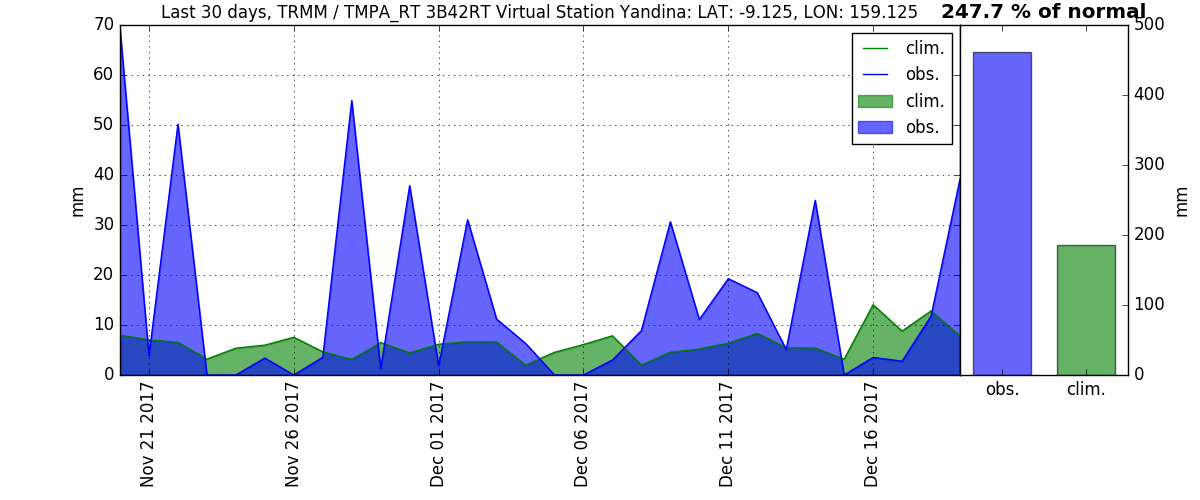 Last 30 days, TRMM / TMPA_RT 3B42RT Virtual Station Yandina: LAT: -9.125, LON: 159.125
247.7 % of normal
70
60
50
40
30
20
10
0
mm
clim.
obs.
clim.
obs.
Nov 21 2017
Nov 26 2017
Dec 01 2017
Dec 06 2017
Dec 11 2017
Dec 16 2017
500
400
300
200
100
0
mm
obs.
clim.